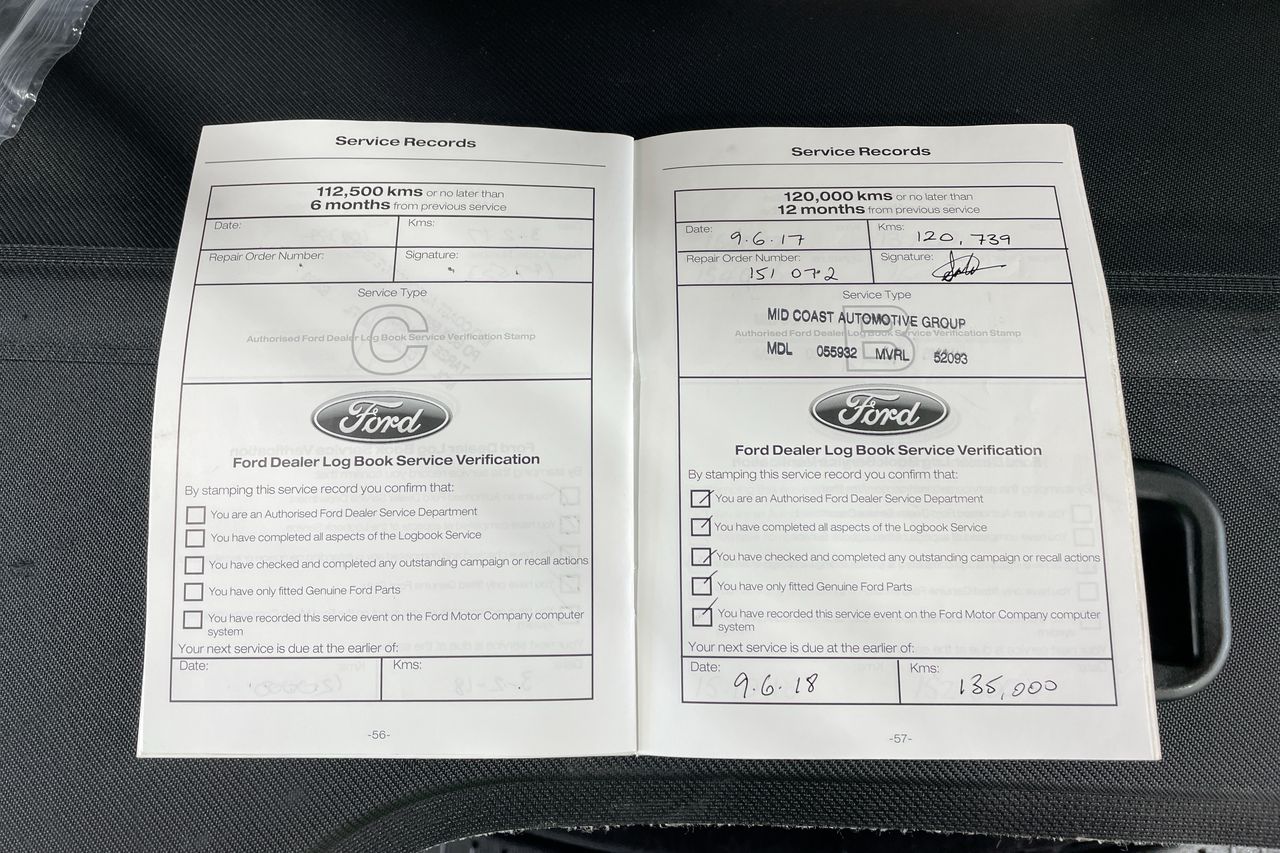 Service Records
112,500 kms or no later than
6 months from previous service
Date:
Kms:
Repair Order Number:
Signature:
Service Type
C
Authorised Ford Dealer Log Book Service Verification Stamp
Ford
Ford Dealer Log Book Service Verification
By stamping this service record you confirm that:
You are an Authorised Ford Dealer Service Department
You have completed all aspects of the Logbook Service
You have checked and completed any outstanding campaign or recall actions
You have only fitted Genuine Ford Parts
You have recorded this service event on the Ford Motor Company computer
system
Your next service is due at the earlier of:
Date:
Kms:
-56-
Service Records
120,000 kms or no later than
12 months from previous service
Date: 9.6.17
Kms: 120,739
Repair Order Number:
151 072
Signature:
Service Type
MID COAST AUTOMOTIVE GROUP
B
Authorised Ford Dealer Log Book Service Verification Stamp
MDL 055932 MVRL 52093
Ford
Ford Dealer Log Book Service Verification
By stamping this service record you confirm that:
You are an Authorised Ford Dealer Service Department
You have completed all aspects of the Logbook Service
You have checked and completed any outstanding campaign or recall actions
You have only fitted Genuine Ford Parts
You have recorded this service event on the Ford Motor Company computer
system
Your next service is due at the earlier of:
Date: 9.6.18
Kms: 135,000
-57-